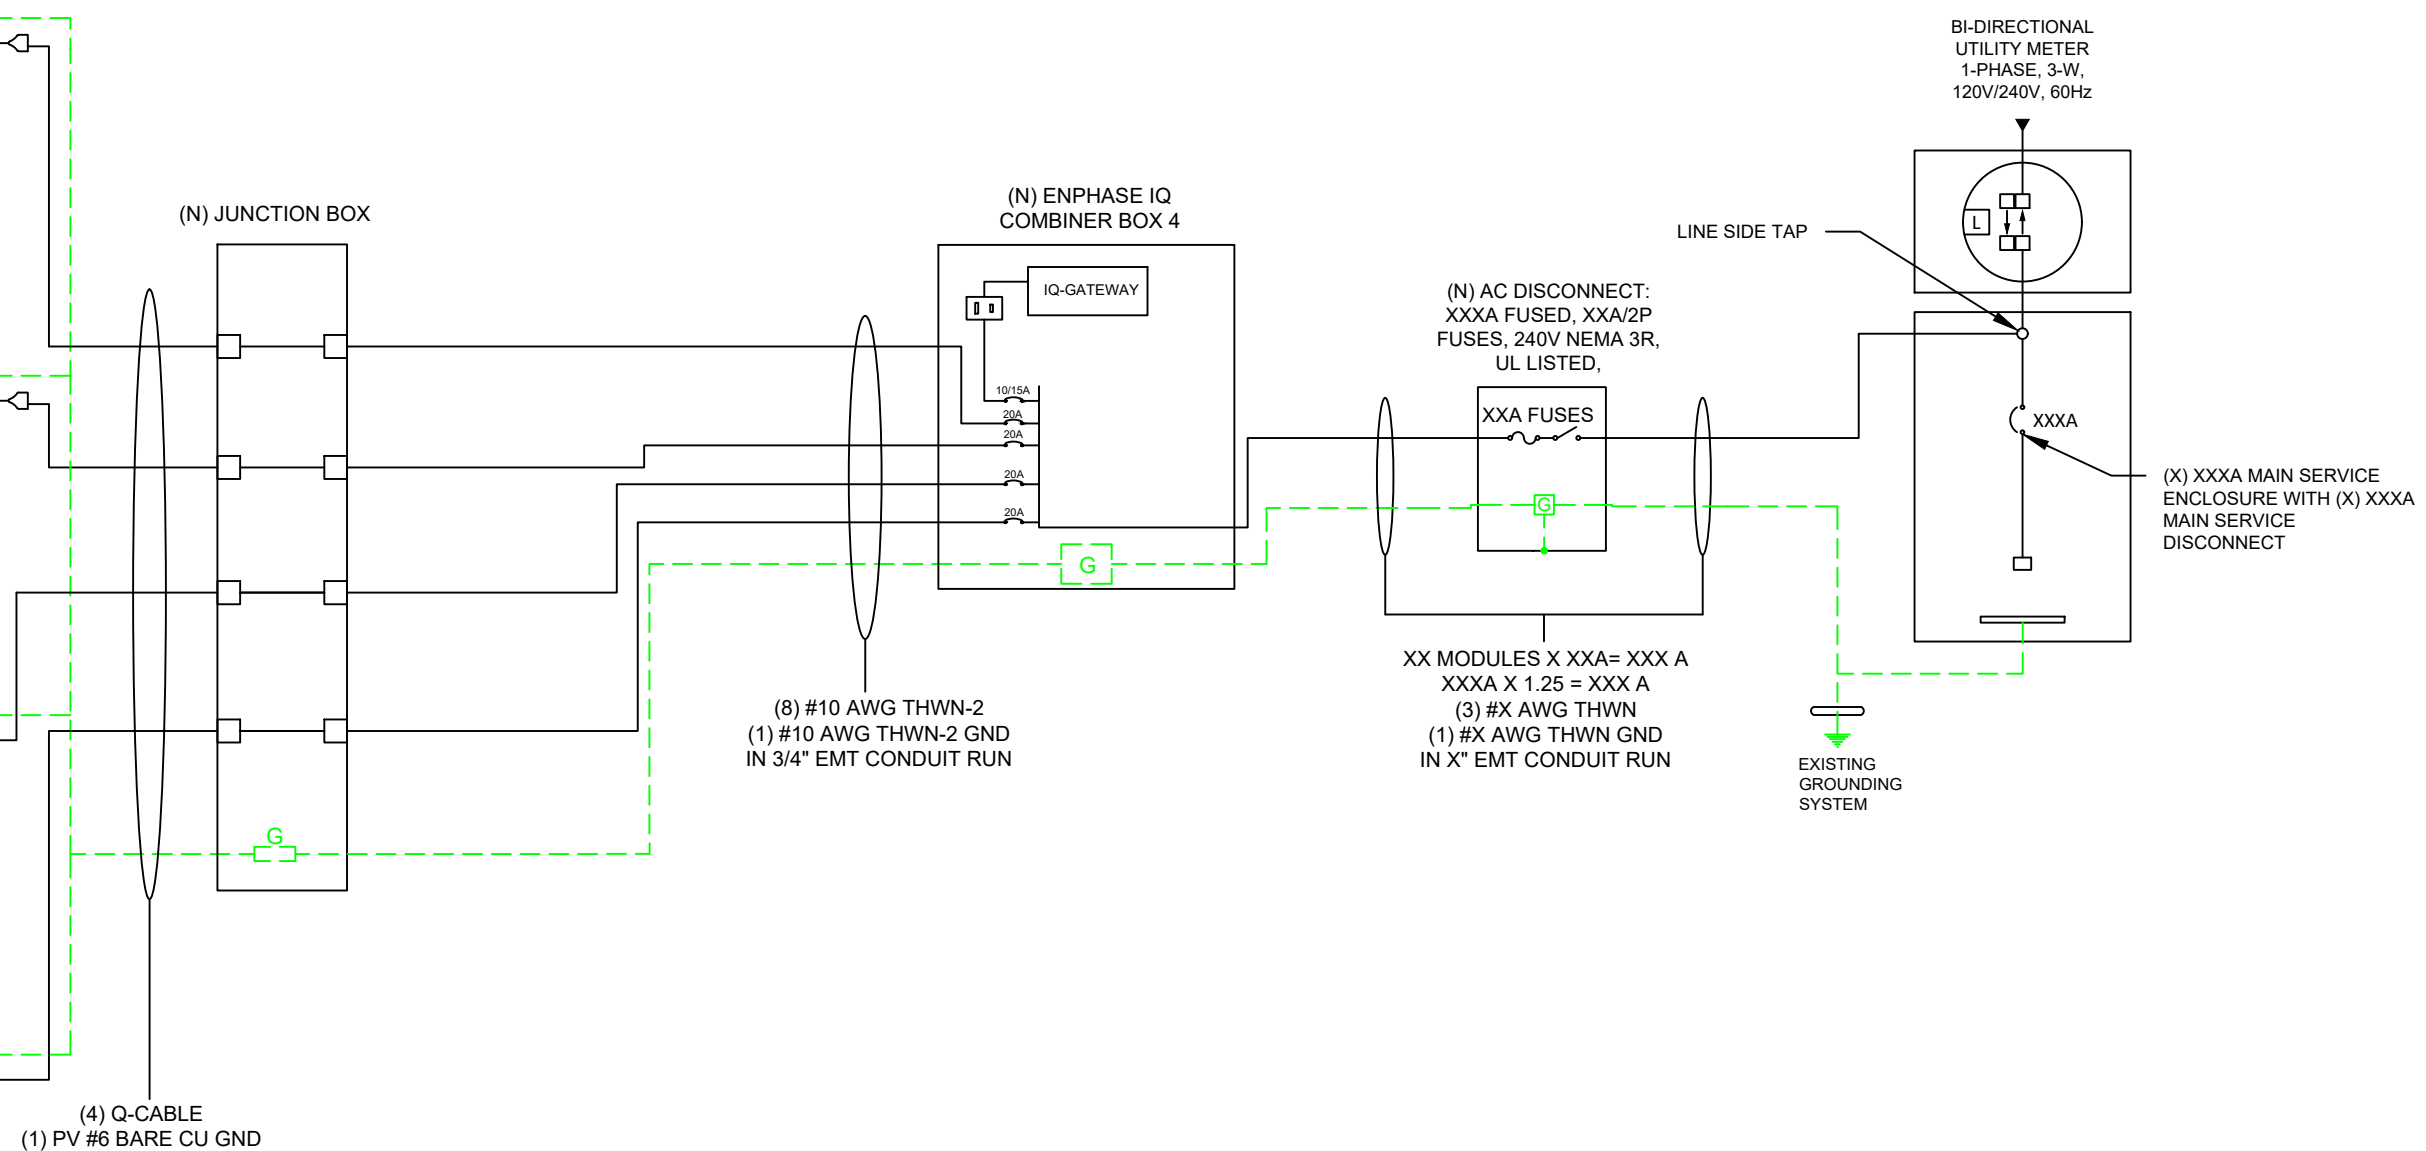 BI-DIRECTIONAL
UTILITY METER
1-PHASE, 3-W,
120V/240V, 60Hz
(N) JUNCTION BOX
(N) ENPHASE IQ
COMBINER BOX 4
IQ-GATEWAY
10/15A
20A
20A
20A
20A
LINE SIDE TAP
L
(N) AC DISCONNECT:
XXXA FUSED, XXA/2P
FUSES, 240V NEMA 3R,
UL LISTED,
XXA FUSES
G
XXXA
(X) XXXA MAIN SERVICE
ENCLOSURE WITH (X) XXXA
MAIN SERVICE
DISCONNECT
G
XX MODULES X XXA= XXX A
XXXA X 1.25 = XXX A
(3) #X AWG THWN
(1) #X AWG THWN GND
IN X" EMT CONDUIT RUN
(8) #10 AWG THWN-2
(1) #10 AWG THWN-2 GND
IN 3/4" EMT CONDUIT RUN
EXISTING
GROUNDING
SYSTEM
G
(4) Q-CABLE
(1) PV #6 BARE CU GND